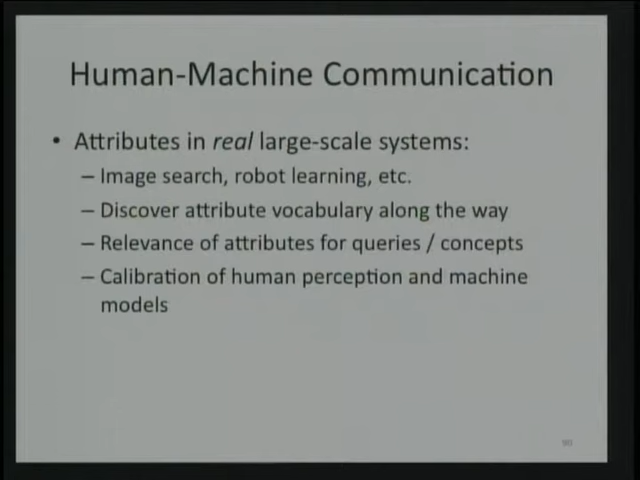 Human-Machine Communication
• Attributes in real large-scale systems:
– Image search, robot learning, etc.
– Discover attribute vocabulary along the way
– Relevance of attributes for queries / concepts
– Calibration of human perception and machine
models
90